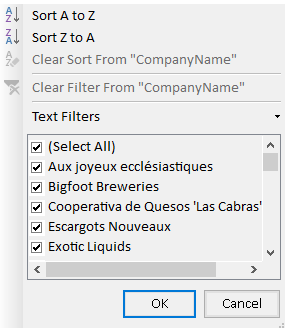 Sort A to Z
Sort Z to A
Clear Sort From "CompanyName"
Clear Filter From "CompanyName"
Text Filters
(Select All)
Aux joyeux ecclésiastiques
Bigfoot Breweries
Cooperativa de Quesos 'Las Cabras'
Escargots Nouveaux
Exotic Liquids
OK
Cancel